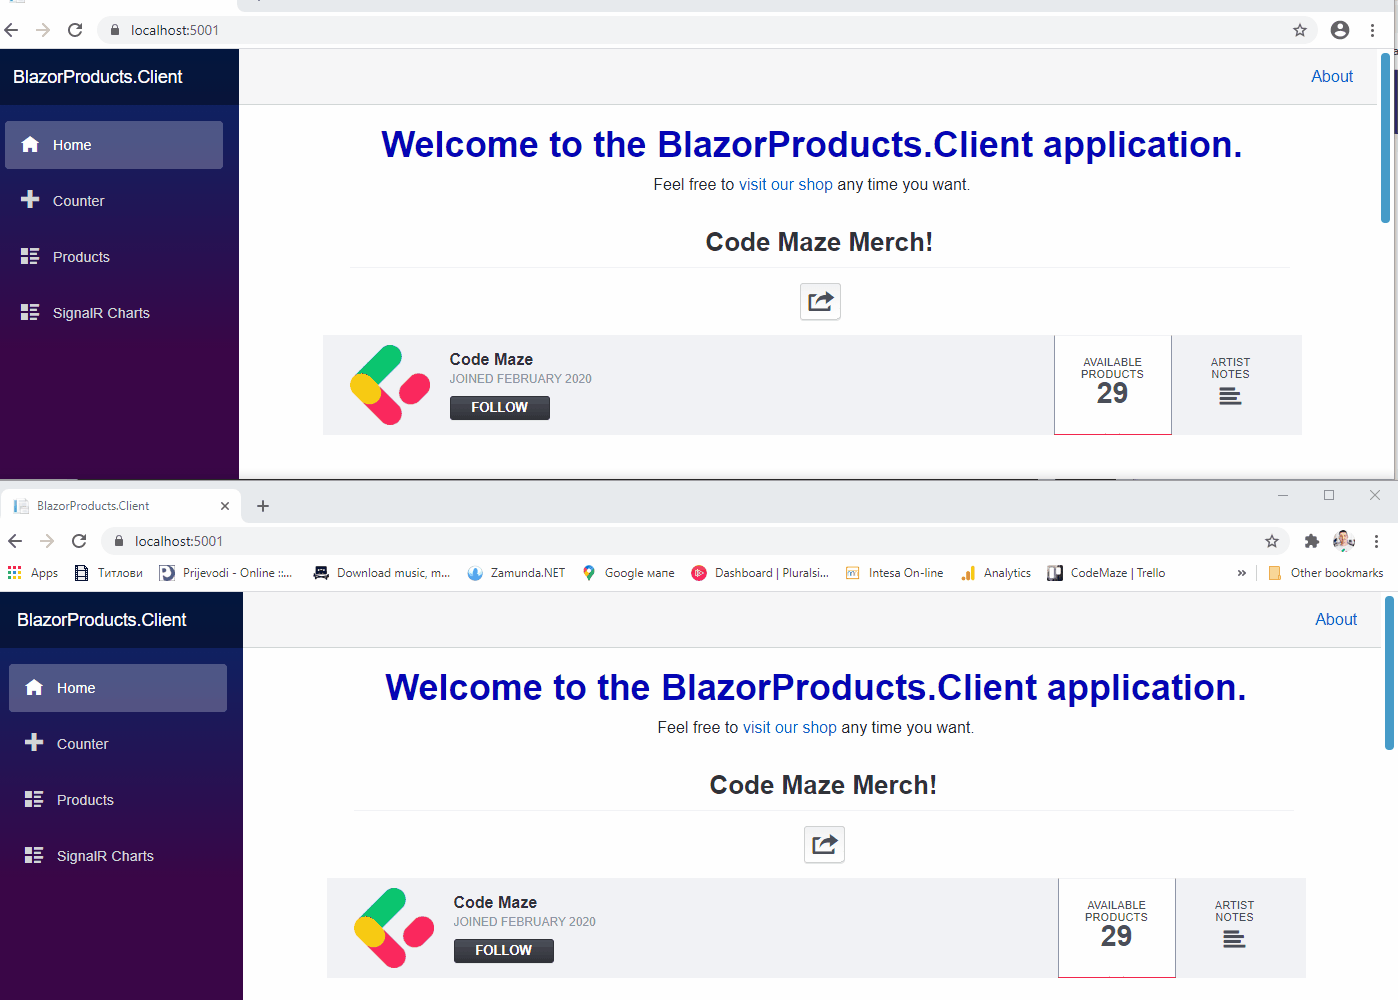 localhost:5001
BlazorProducts.Client
About
Home
Counter
Products
SignalR Charts
Welcome to the BlazorProducts.Client application.
Feel free to visit our shop any time you want.
Code Maze Merch!
Code Maze
JOINED FEBRUARY 2020
FOLLOW
AVAILABLE
PRODUCTS
29
ARTIST
NOTES
BlazorProducts.Client
localhost:5001
Apps Титлови Prijevodi - Online ::... Download music, m... Zamunda.NET Google мапе Dashboard | Pluralsi... Intesa On-line Analytics CodeMaze | Trello » Other bookmarks
BlazorProducts.Client
About
Home
Counter
Products
SignalR Charts
Welcome to the BlazorProducts.Client application.
Feel free to visit our shop any time you want.
Code Maze Merch!
Code Maze
JOINED FEBRUARY 2020
FOLLOW
AVAILABLE
PRODUCTS
29
ARTIST
NOTES